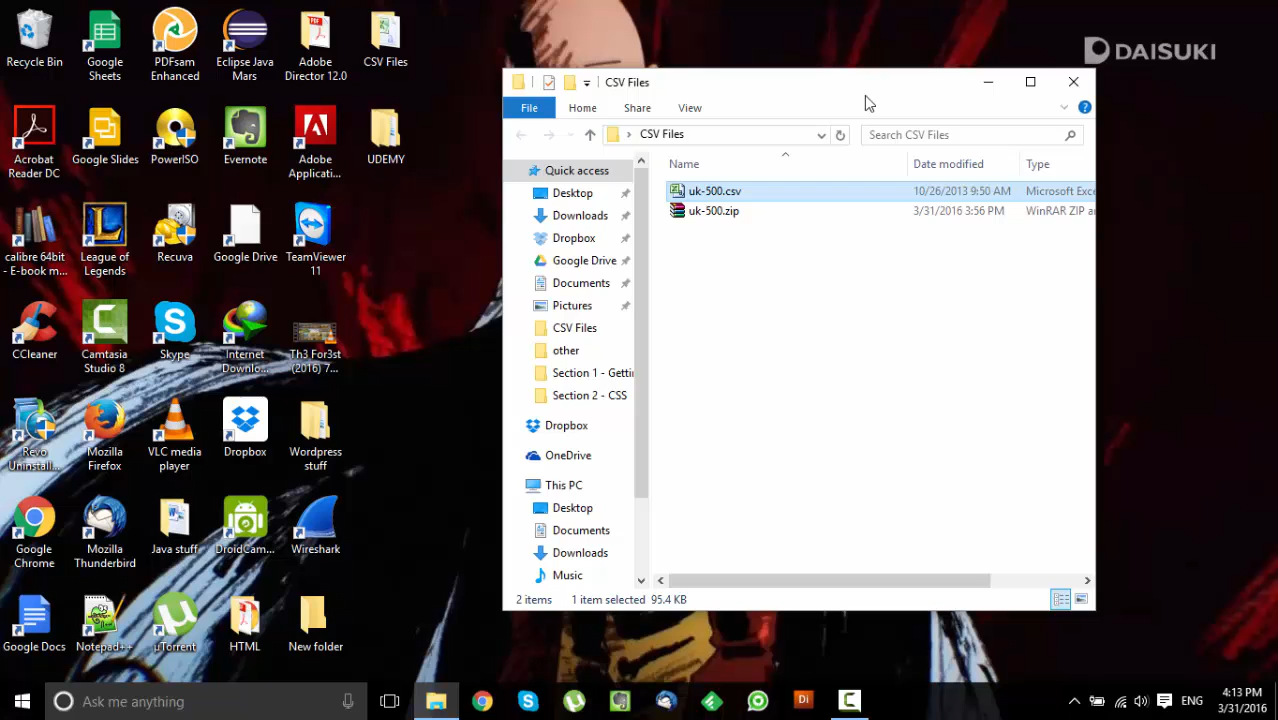 Recycle Bin
Google
Sheets
PDFsam
Enhanced
Eclipse Java
Mars
Adobe
Director 12.0
CSV Files
Acrobat
Reader DC
Google Slides
PowerISO
Evernote
Adobe
Applicati...
UDEMY
calibre 64bit
- E-book m...
League of
Legends
Recuva
Google Drive
TeamViewer
11
CCleaner
Camtasia
Studio 8
Skype
Internet
Downlo...
Th3 For3st
(2016) 7...
Revo
Uninstall...
Mozilla
Firefox
VLC media
player
Dropbox
Wordpress
stuff
Google
Chrome
Mozilla
Thunderbird
Java stuff
DroidCam...
Wireshark
Google Docs
Notepad++
µTorrent
HTML
New folder
DAISUKI
CSV Files
File
Home
Share
View
CSV Files
Search CSV Files
Name
Date modified
Type
uk-500.csv
10/26/2013 9:50 AM
Microsoft Exce
uk-500.zip
3/31/2016 3:56 PM
WinRAR ZIP ar
Quick access
Desktop
Downloads
Dropbox
Google Drive
Documents
Pictures
CSV Files
other
Section 1 - Gettin
Section 2 - CSS
Dropbox
OneDrive
This PC
Desktop
Documents
Downloads
Music
2 items
1 item selected 95.4 KB
Ask me anything
Di
ENG
4:13 PM
3/31/2016